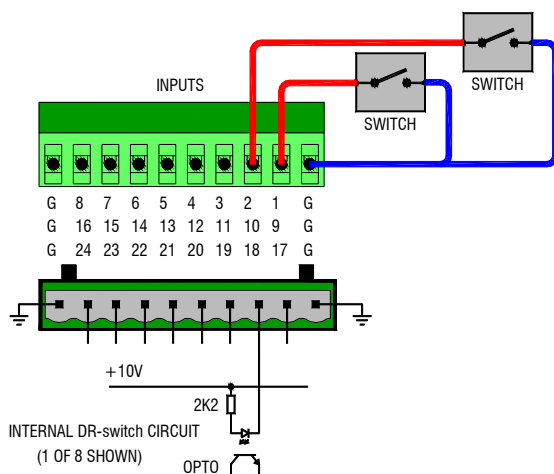 SWITCH
INPUTS
SWITCH
G 8 7 6 5 4 3 2 1 G
G 16 15 14 13 12 11 10 9 G
G 24 23 22 21 20 19 18 17 G
+10V
2K2
INTERNAL DR-switch CIRCUIT
(1 OF 8 SHOWN)
OPTO